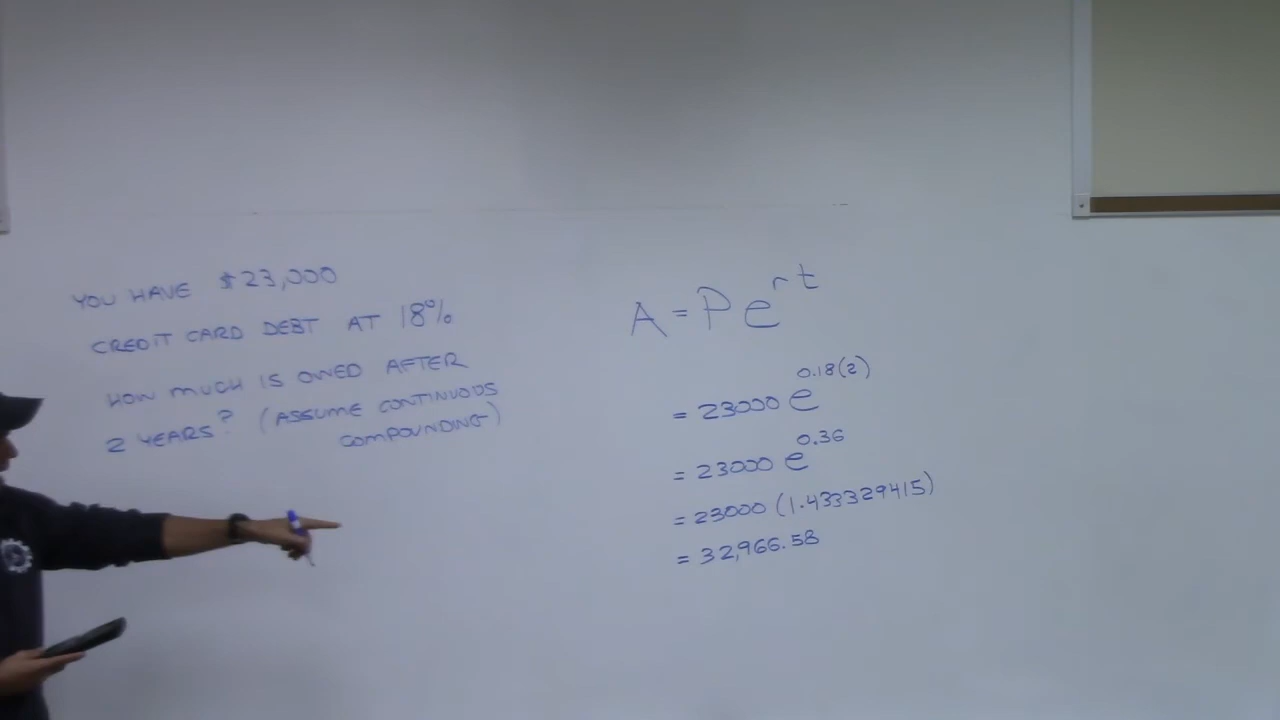 YOU HAVE $23,000
CREDIT CARD DEBT AT 18%
HOW MUCH IS OWED AFTER
2 YEARS? (ASSUME CONTINUOUS
COMPOUNDING)
A = Pe^{rt}
= 23000 e^{0.18(2)}
= 23000 e^{0.36}
= 23000 (1.433329415)
= 32,966.58